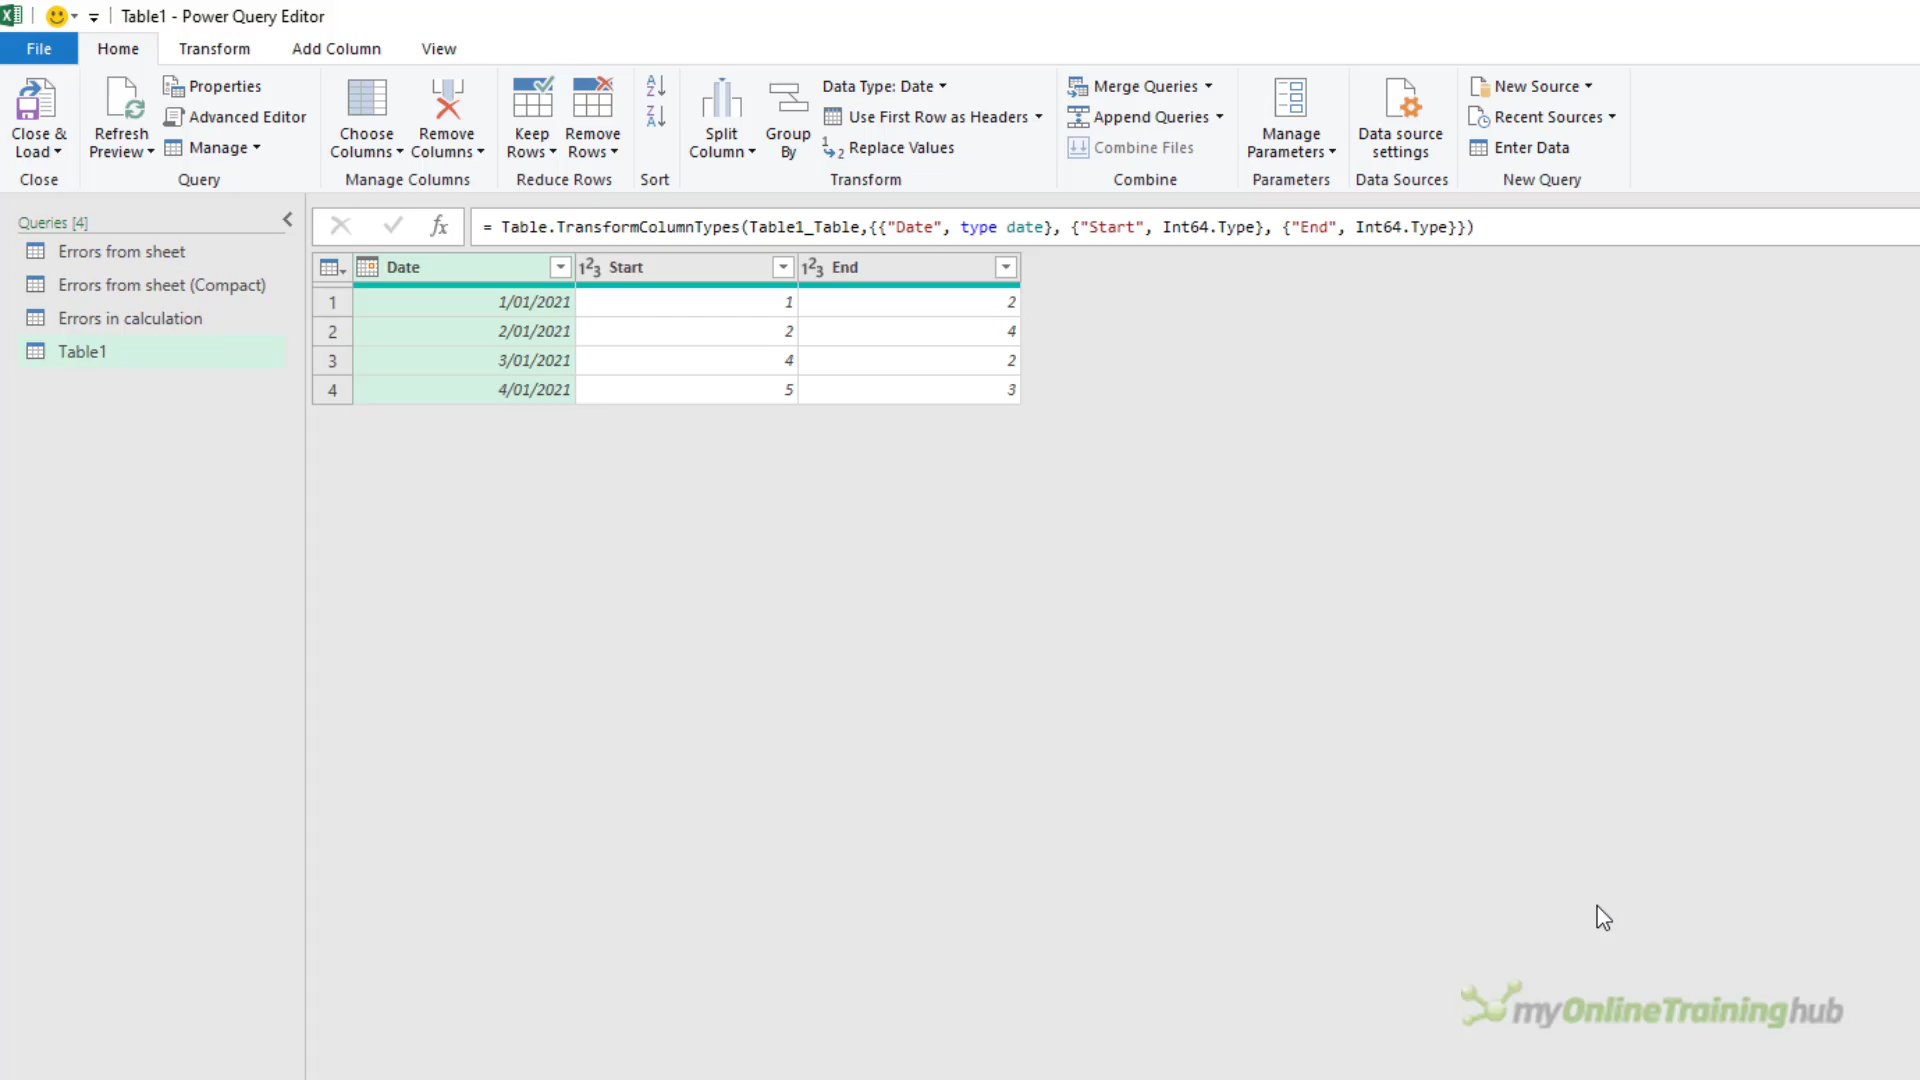 Table1 - Power Query Editor
File Home Transform Add Column View
Close & Load
Refresh Preview
Properties
Advanced Editor
Manage
Choose Columns
Remove Columns
Keep Rows
Remove Rows
Split Column
Group By
Data Type: Date
Use First Row as Headers
Replace Values
Merge Queries
Append Queries
Combine Files
Manage Parameters
Data source settings
New Source
Recent Sources
Enter Data
Close Query Manage Columns Reduce Rows Sort Transform Combine Parameters Data Sources New Query
Queries [4]
Errors from sheet
Errors from sheet (Compact)
Errors in calculation
Table1
fx = Table.TransformColumnTypes(Table1_Table,{{"Date", type date}, {"Start", Int64.Type}, {"End", Int64.Type}})
Date 123 Start 123 End
1 1/01/2021 1 2
2 2/01/2021 2 4
3 3/01/2021 4 2
4 4/01/2021 5 3
myOnlineTraininghub